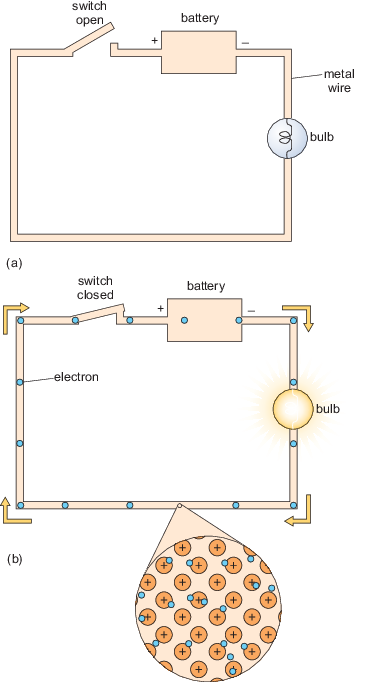 switch
open
battery
+
–
metal
wire
bulb
(a)
switch
closed
battery
+
–
electron
bulb
(b)
+ +
+ + +
+ + + +
+ + +
+ + + +
+ + +
+ + + +
+ + +
+ +